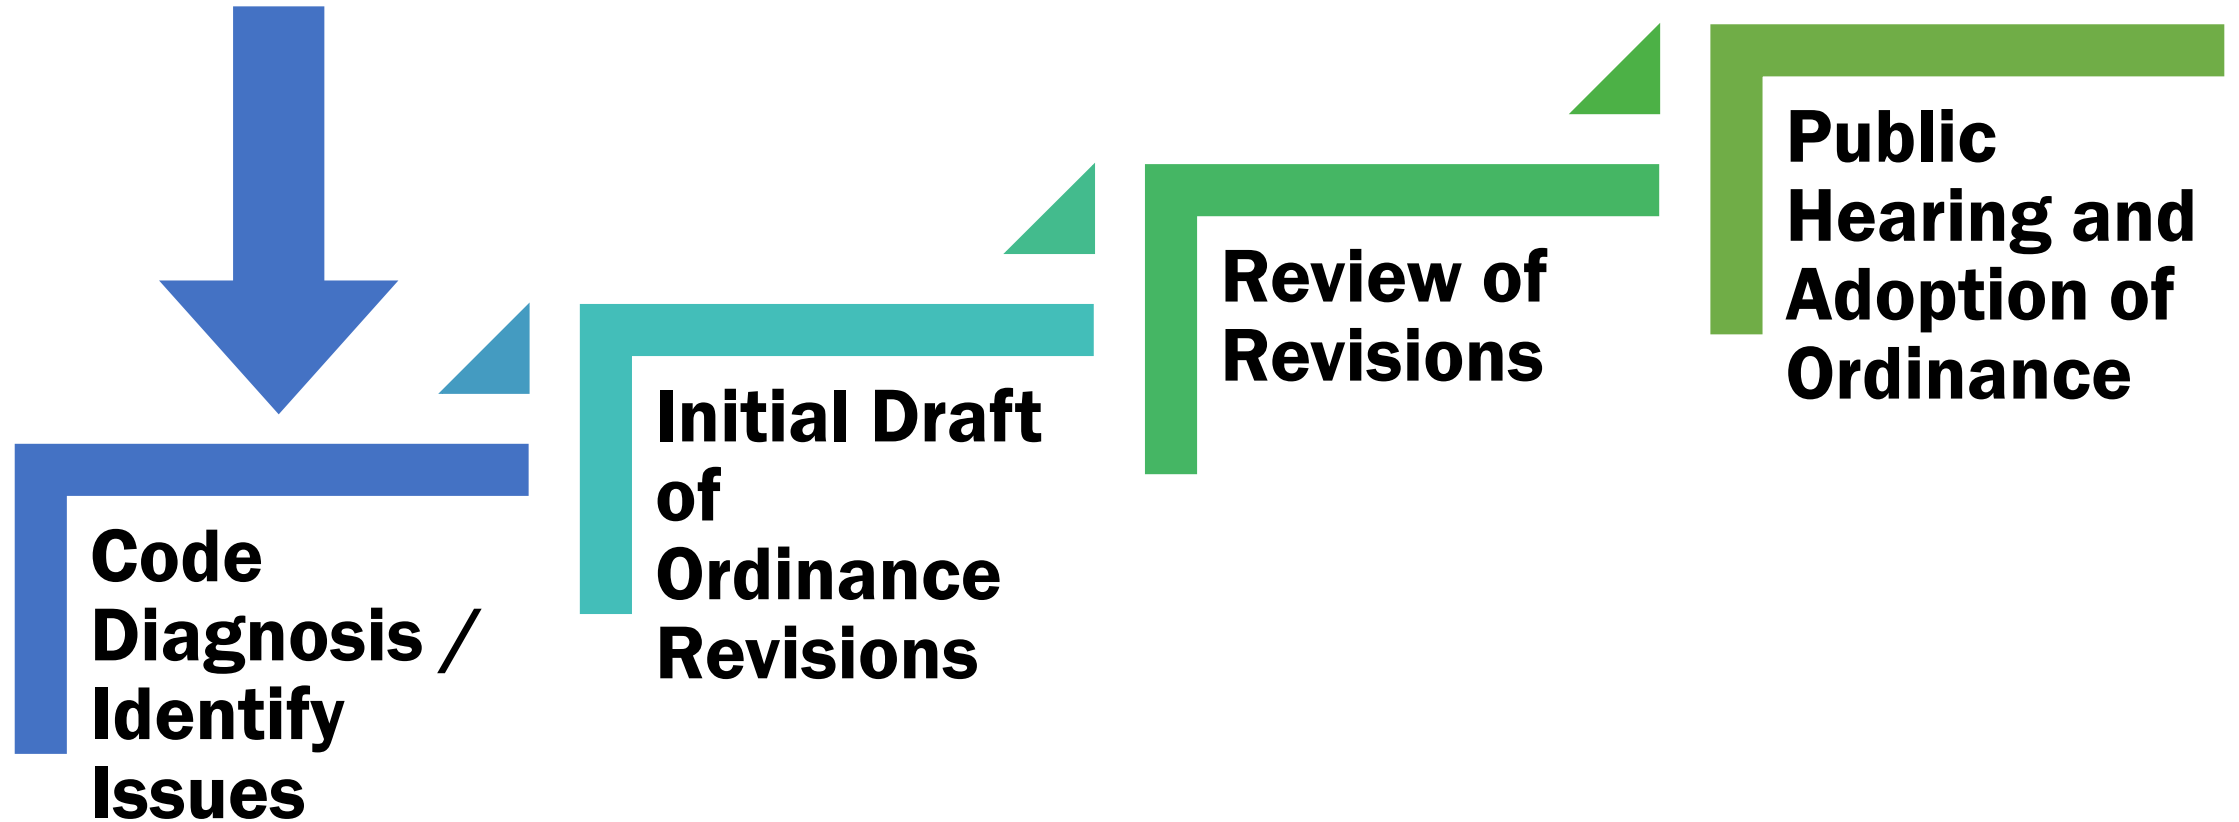 Code
Diagnosis /
Identify
Issues
Initial Draft
of
Ordinance
Revisions
Review of
Revisions
Public
Hearing and
Adoption of
Ordinance